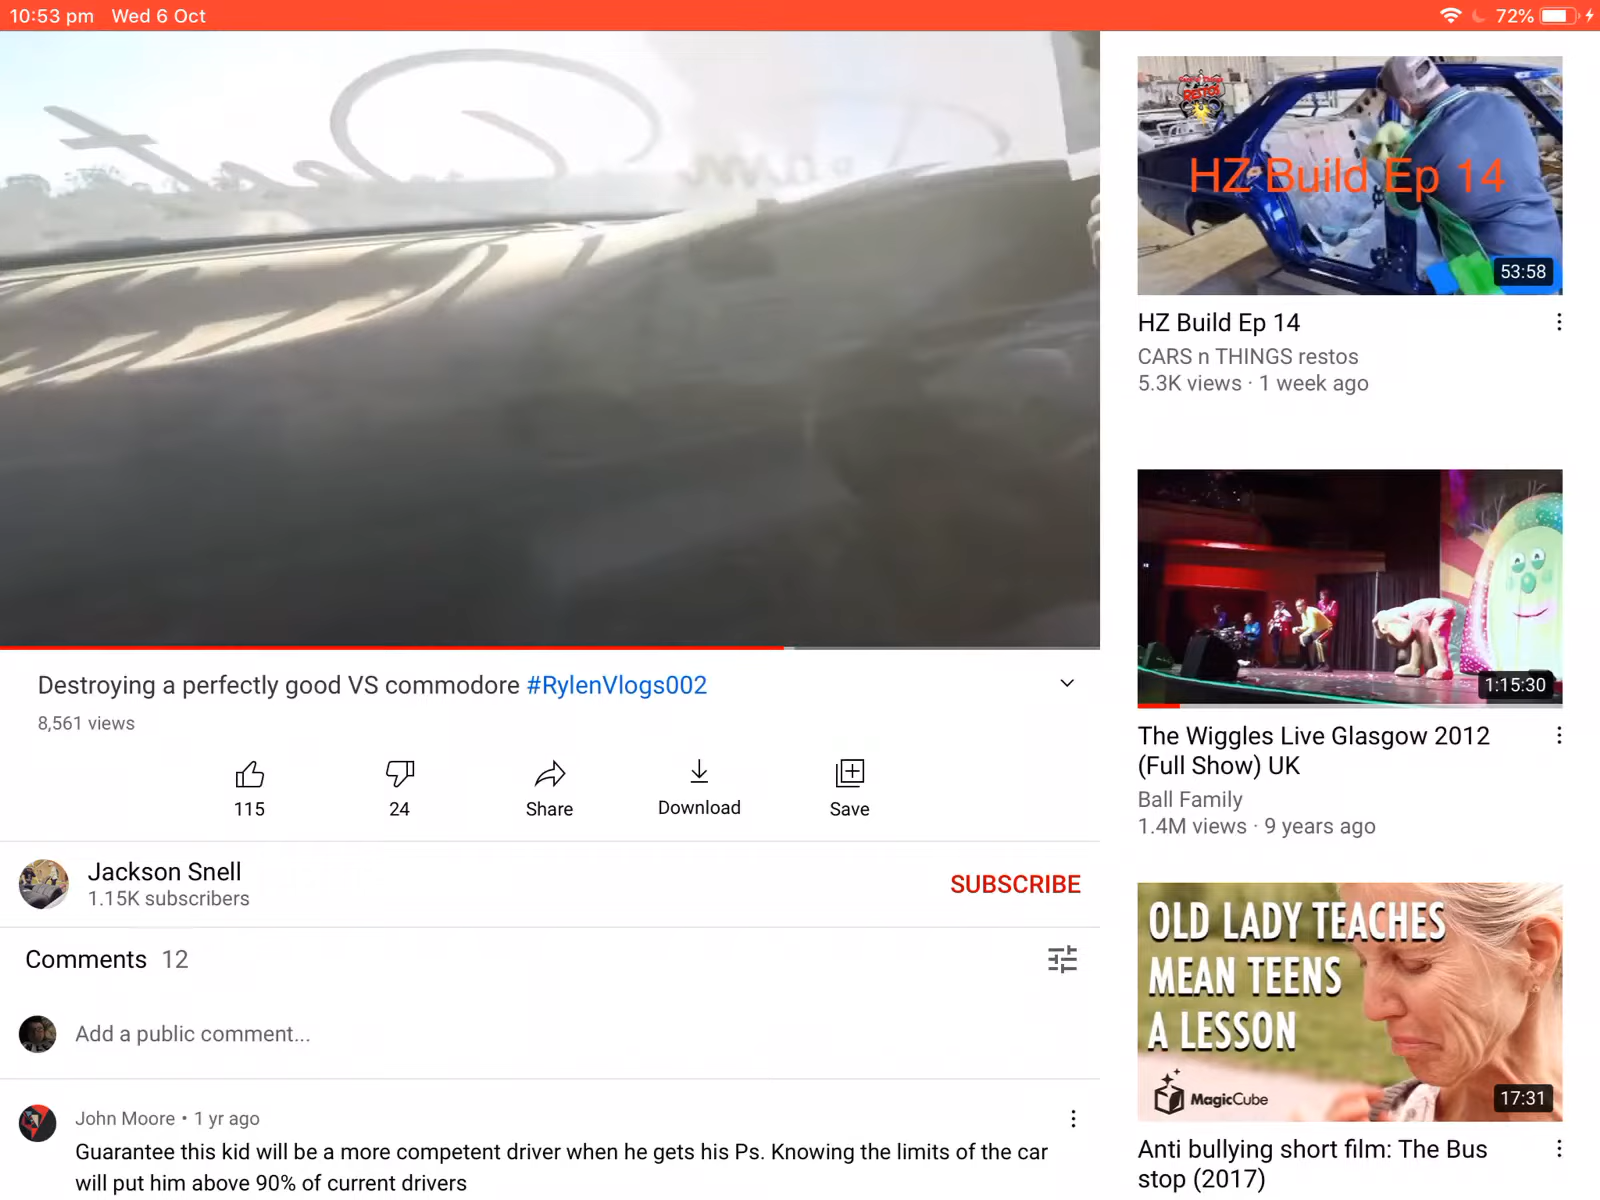 10:53 pm Wed 6 Oct
72%
Destroying a perfectly good VS commodore #RylenVlogs002
8,561 views
115
24
Share
Download
Save
Jackson Snell
1.15K subscribers
SUBSCRIBE
Comments 12
Add a public comment...
John Moore • 1 yr ago
Guarantee this kid will be a more competent driver when he gets his Ps. Knowing the limits of the car
will put him above 90% of current drivers
RESTOS
HZ Build Ep 14
53:58
HZ Build Ep 14
CARS n THINGS restos
5.3K views · 1 week ago
1:15:30
The Wiggles Live Glasgow 2012
(Full Show) UK
Ball Family
1.4M views · 9 years ago
OLD LADY TEACHES
MEAN TEENS
A LESSON
MagicCube
17:31
Anti bullying short film: The Bus
stop (2017)